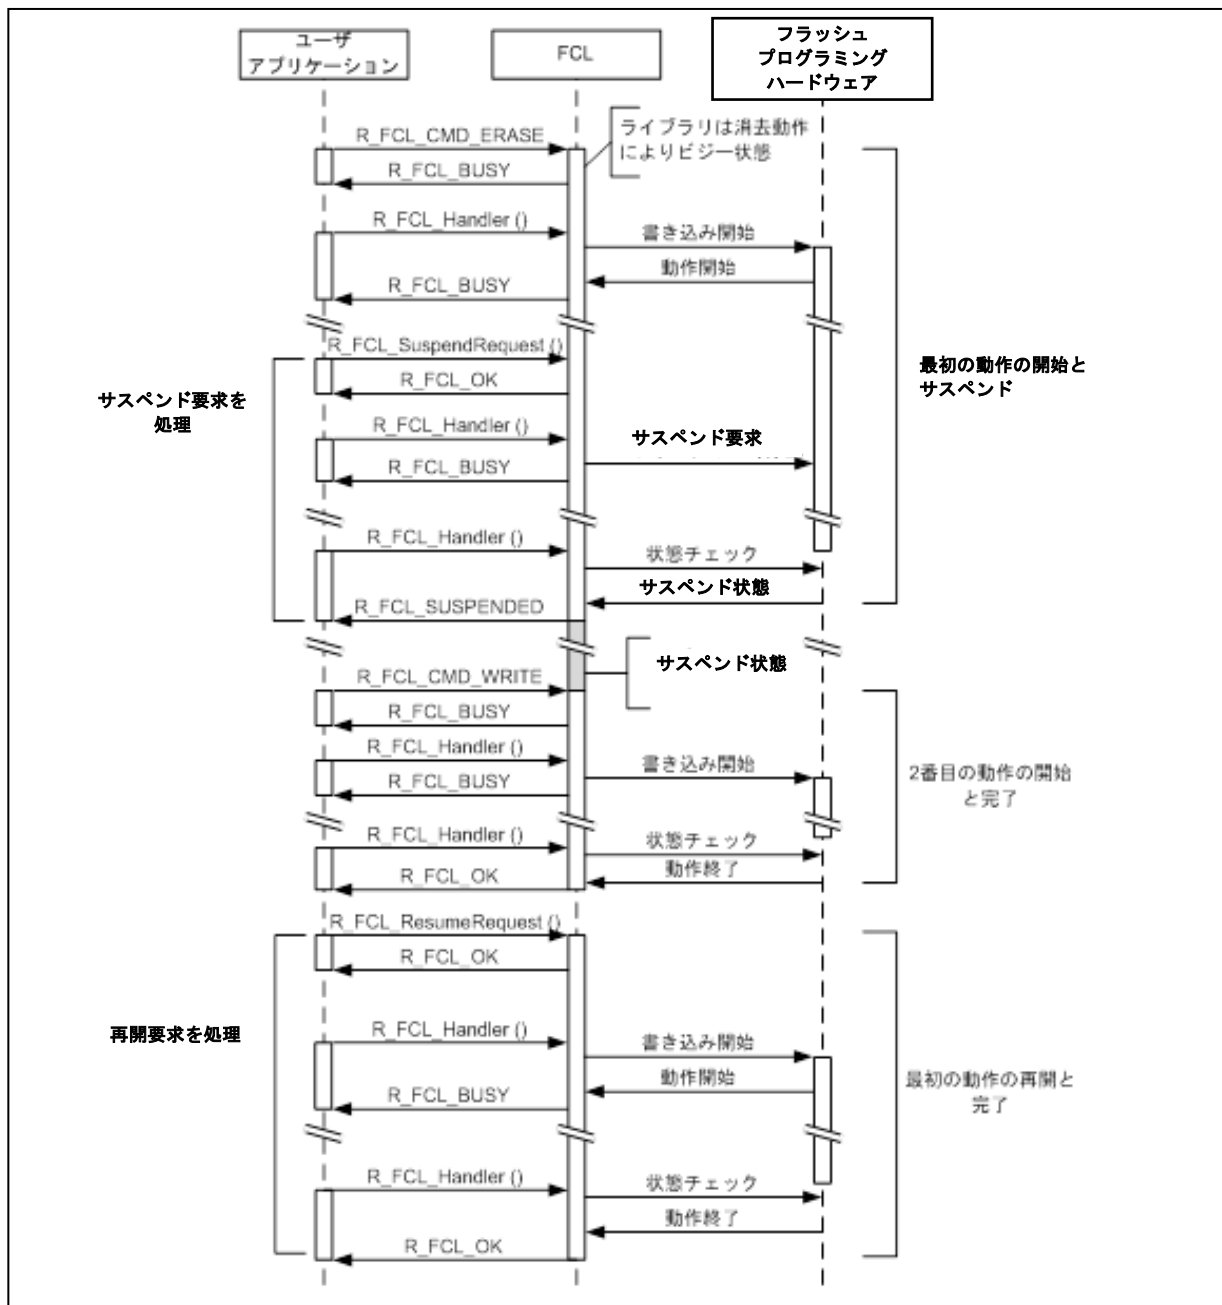 ユーザ
アプリケーション
FCL
フラッシュ
プログラミング
ハードウェア
ライブラリは消去動作
によりビジー状態
R_FCL_CMD_ERASE
R_FCL_BUSY
R_FCL_Handler ()
書き込み開始
動作開始
R_FCL_BUSY
R_FCL_SuspendRequest ()
R_FCL_OK
最初の動作の開始と
サスペンド
サスペンド要求を
処理
R_FCL_Handler ()
サスペンド要求
R_FCL_BUSY
R_FCL_Handler ()
状態チェック
サスペンド状態
R_FCL_SUSPENDED
サスペンド状態
R_FCL_CMD_WRITE
R_FCL_BUSY
R_FCL_Handler ()
書き込み開始
R_FCL_BUSY
2番目の動作の開始
と完了
R_FCL_Handler ()
状態チェック
動作終了
R_FCL_OK
R_FCL_ResumeRequest ()
R_FCL_OK
再開要求を処理
R_FCL_Handler ()
書き込み開始
動作開始
R_FCL_BUSY
最初の動作の再開と
完了
R_FCL_Handler ()
状態チェック
動作終了
R_FCL_OK